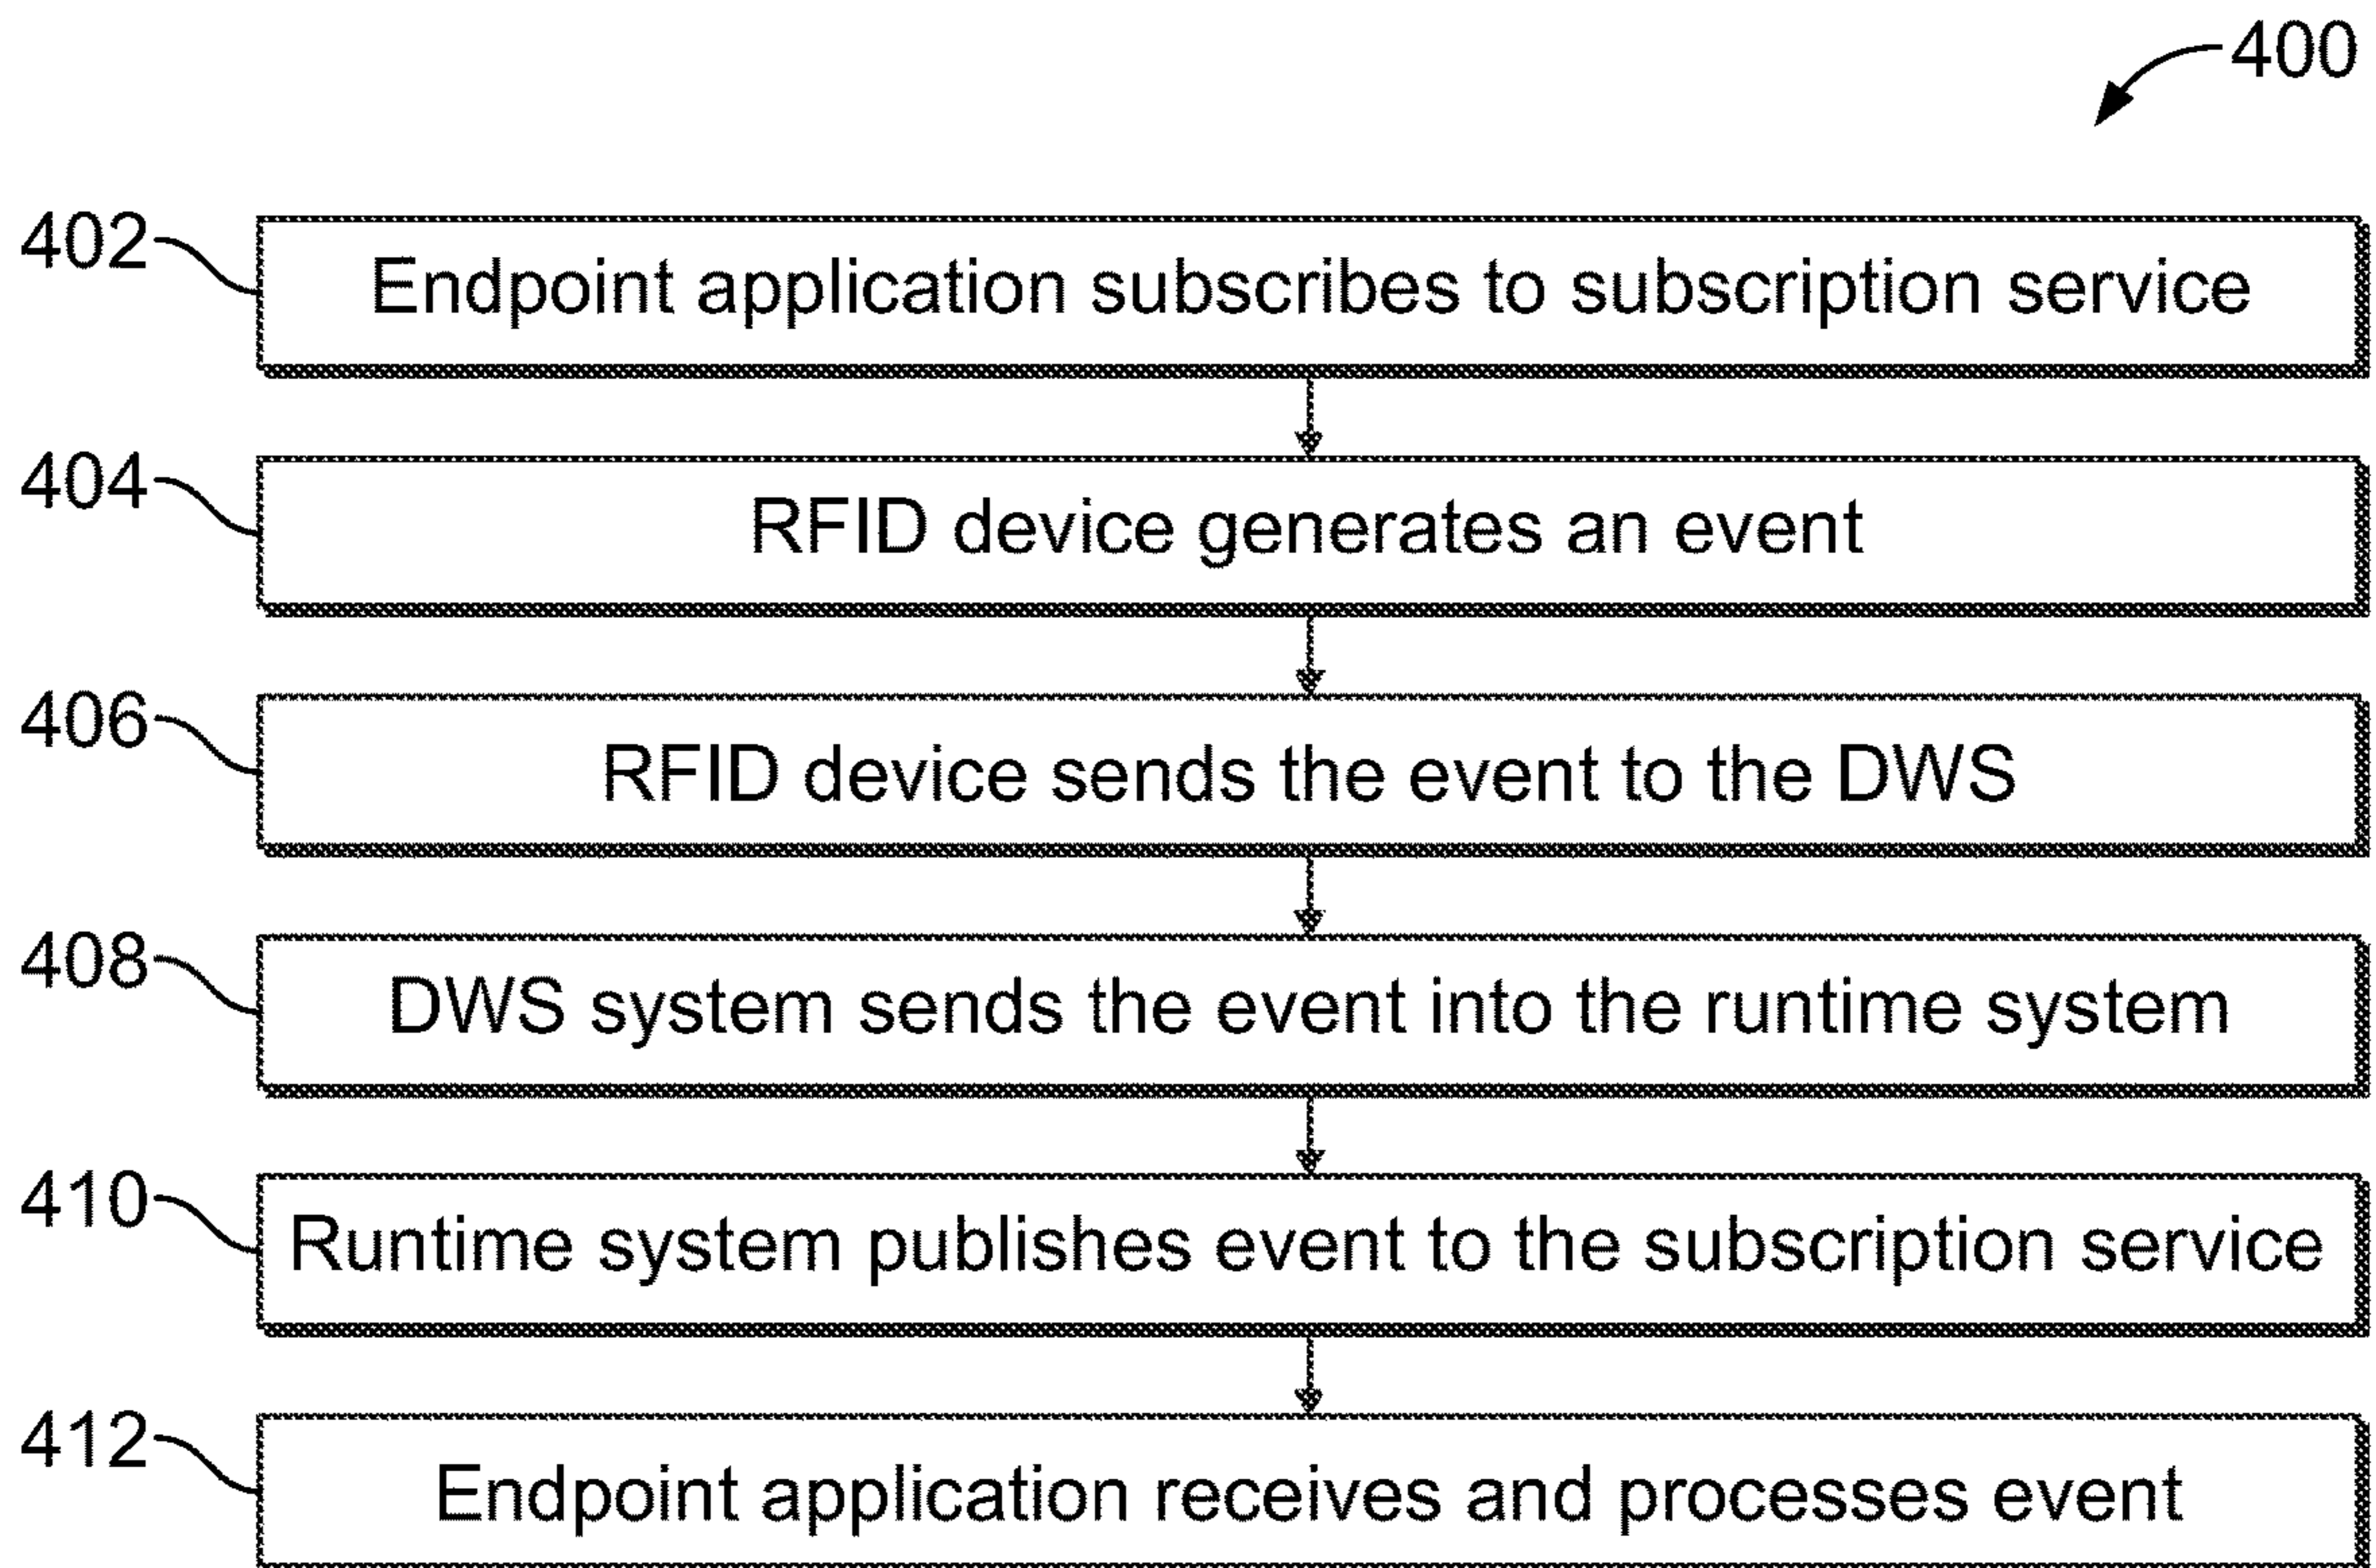 400
402 Endpoint application subscribes to subscription service
404 RFID device generates an event
406 RFID device sends the event to the DWS
408 DWS system sends the event into the runtime system
410 Runtime system publishes event to the subscription service
412 Endpoint application receives and processes event